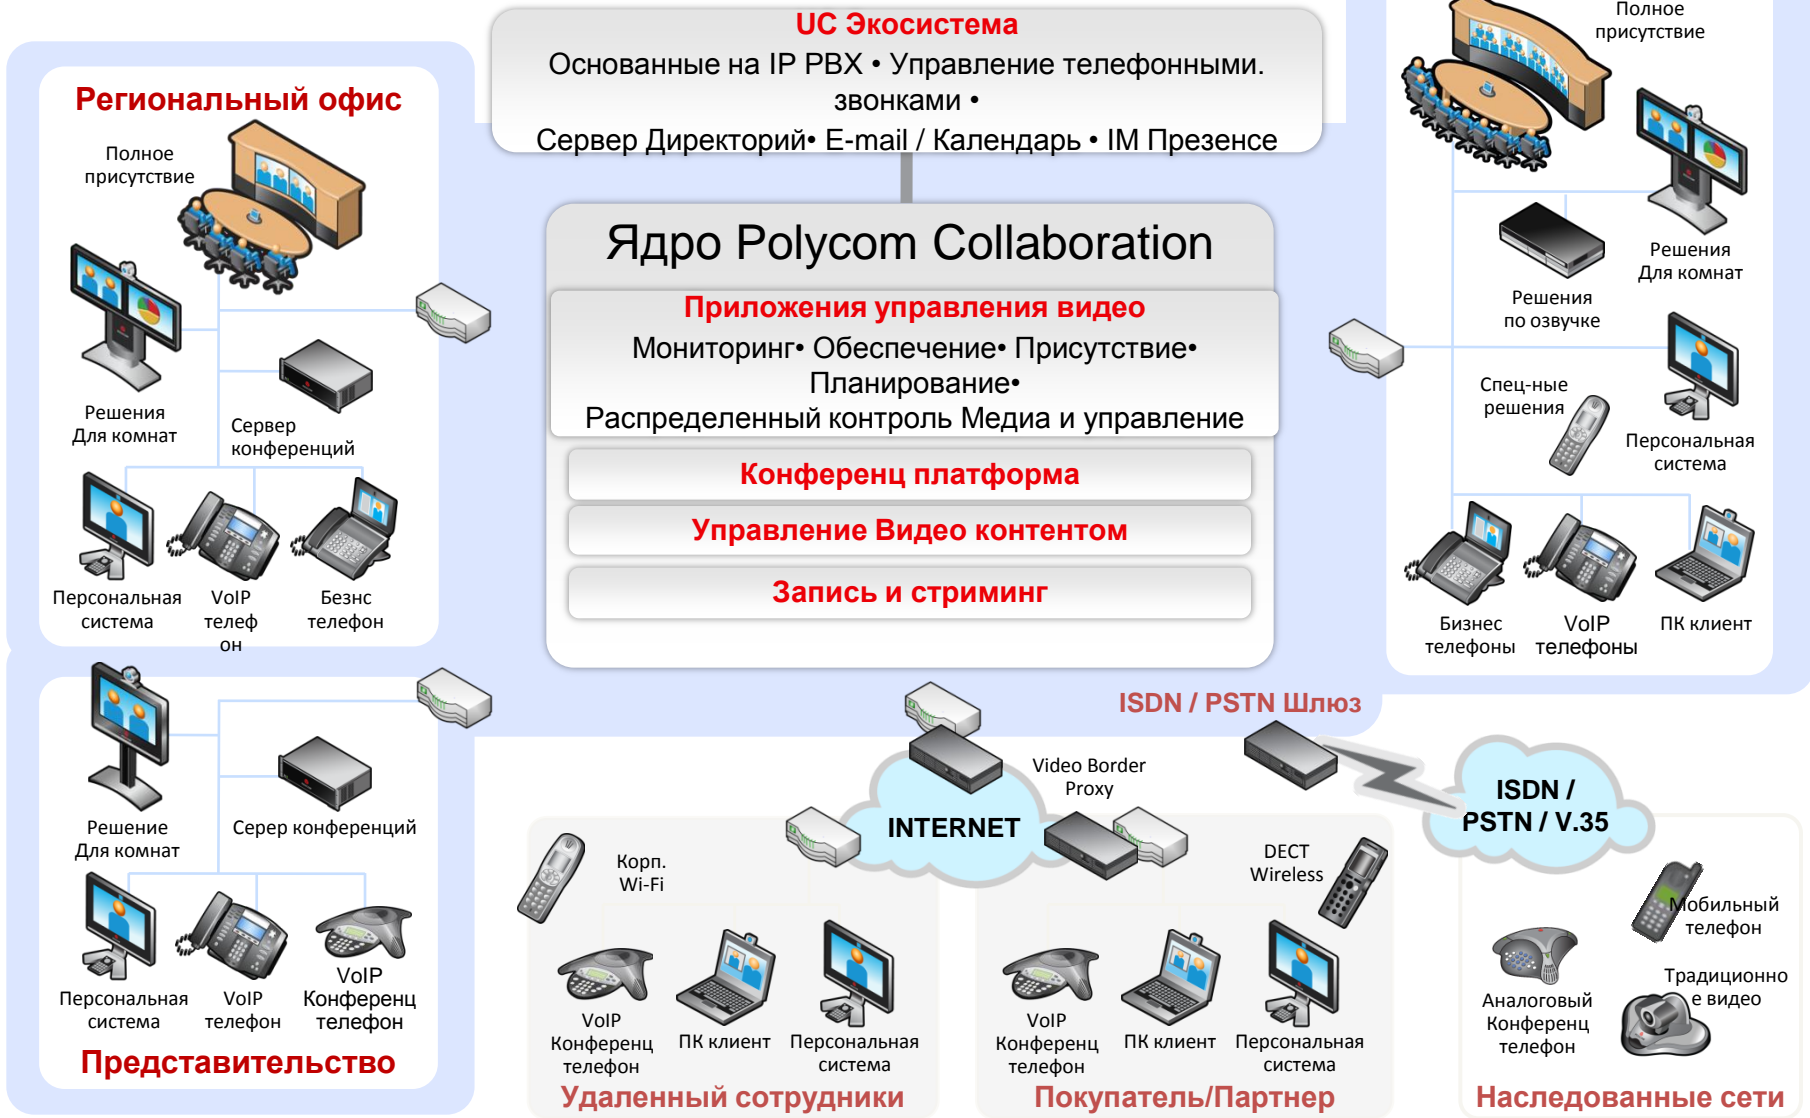 UC Экосистема
Основанные на IP PBX • Управление телефонными.
звонками •
Сервер Директорий• E-mail / Календарь • IM Презенсе
Региональный офис
Полное
присутствие
Решения
Для комнат
Сервер
конференций
Персональная
система
VoIP
телеф
он
Безнс
телефон
Ядро Polycom Collaboration
Приложения управления видео
Мониторинг• Обеспечение• Присутствие•
Планирование•
Распределенный контроль Медиа и управление
Конференц платформа
Управление Видео контентом
Запись и стриминг
Полное
присутствие
Решения
Для комнат
Решения
по озвучке
Спец-ные
решения
Персональная
система
Бизнес
телефоны
VoIP
телефоны
ПК клиент
Решение
Для комнат
Серер конференций
Персональная
система
VoIP
телефон
VoIP
Конференц
телефон
Представительство
ISDN / PSTN Шлюз
Video Border
Proxy
INTERNET
ISDN /
PSTN / V.35
Корп.
Wi-Fi
VoIP
Конференц
телефон
ПК клиент
Персональная
система
Удаленный сотрудники
DECT
Wireless
VoIP
Конференц
телефон
ПК клиент
Персональная
система
Покупатель/Партнер
Мобильный
телефон
Аналоговый
Конференц
телефон
Традиционно
е видео
Наследованные сети